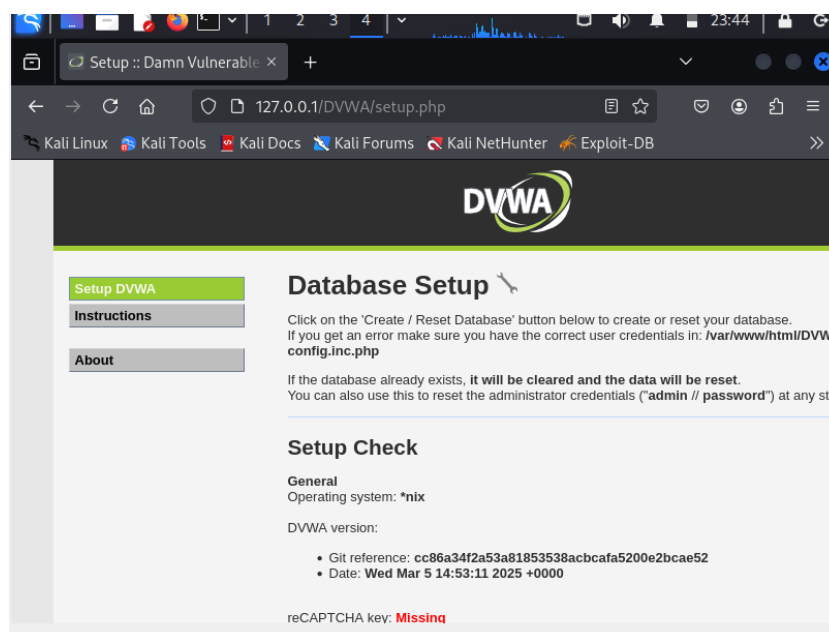 1 2 3 4 23:44
Setup :: Damn Vulnerable
127.0.0.1/DVWA/setup.php
Kali Linux Kali Tools Kali Docs Kali Forums Kali NetHunter Exploit-DB
DVWA
Setup DVWA
Instructions
About
Database Setup
Click on the 'Create / Reset Database' button below to create or reset your database.
If you get an error make sure you have the correct user credentials in: /var/www/html/DVW
config.inc.php
If the database already exists, it will be cleared and the data will be reset.
You can also use this to reset the administrator credentials ("admin // password") at any st
Setup Check
General
Operating system: *nix
DVWA version:
• Git reference: cc86a34f2a53a81853538acbcafa5200e2bcae52
• Date: Wed Mar 5 14:53:11 2025 +0000
reCAPTCHA key: Missing